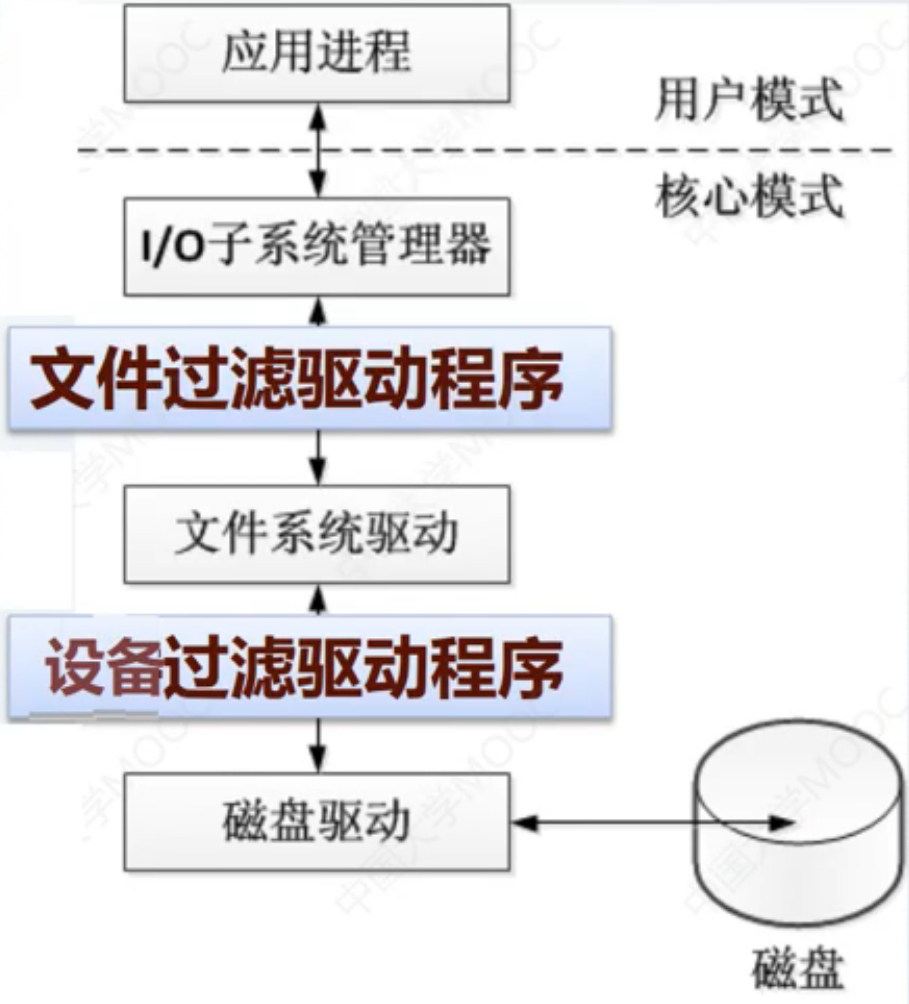 应用进程
用户模式
核心模式
I/O子系统管理器
文件过滤驱动程序
文件系统驱动
设备过滤驱动程序
磁盘驱动
磁盘
中国大学MOOC